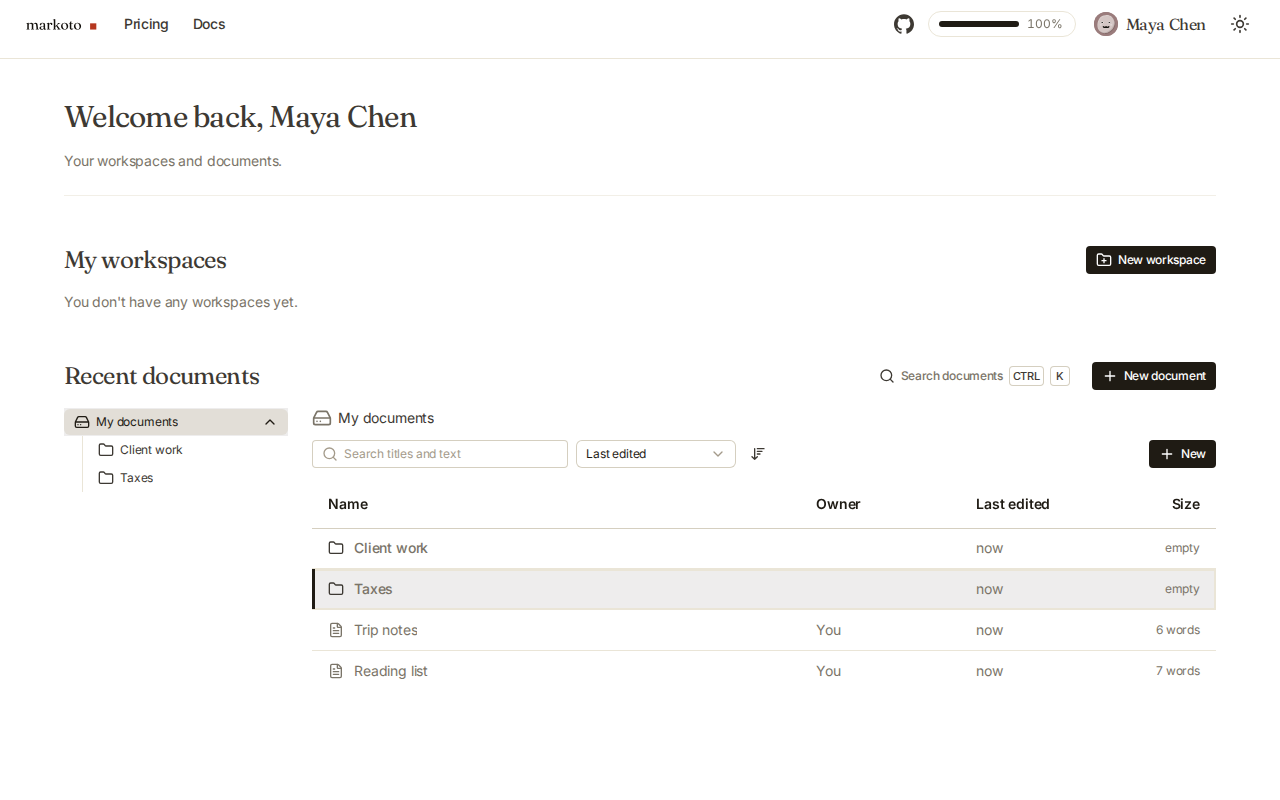 markoto
Pricing
Docs
100%
Maya Chen
Welcome back, Maya Chen
Your workspaces and documents.
My workspaces
New workspace
You don't have any workspaces yet.
Recent documents
Search documents CTRL K
New document
My documents
Client work
Taxes
My documents
Search titles and text
Last edited
New
Name Owner Last edited Size
Client work now empty
Taxes now empty
Trip notes You now 6 words
Reading list You now 7 words